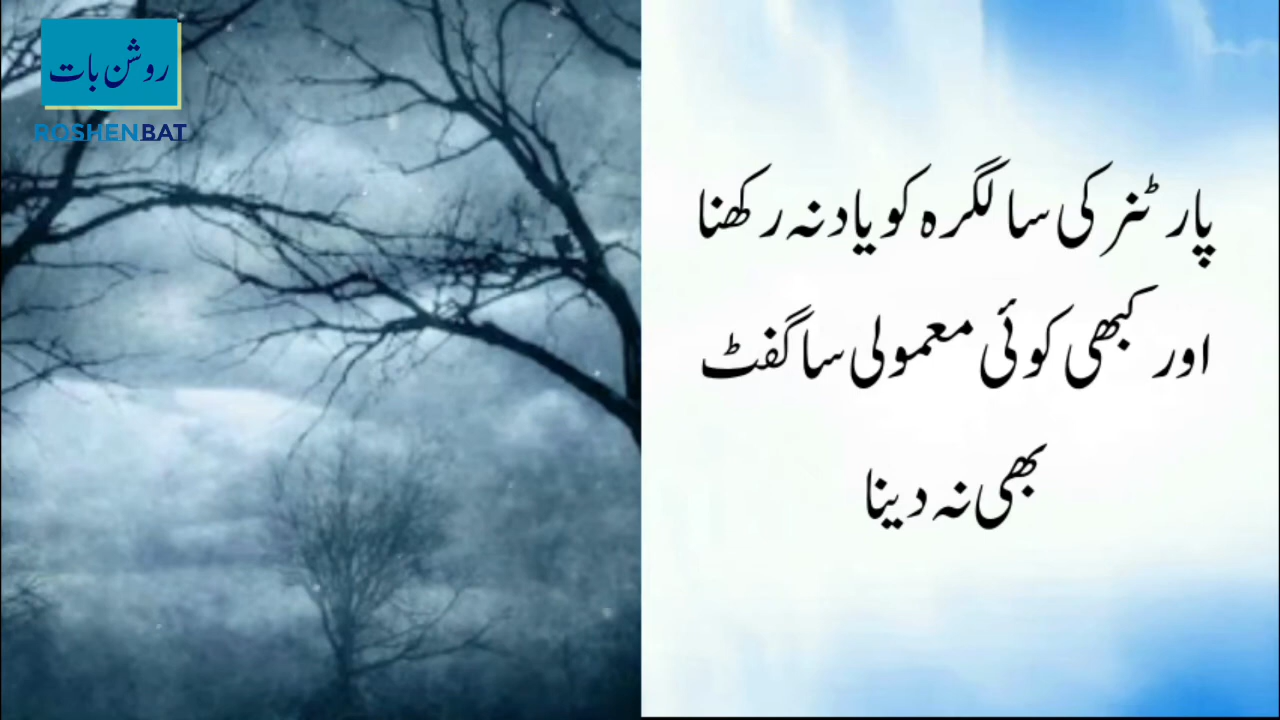 روشن بات
ROSHENBAT
پارٹنر کی سالگرہ کو یاد نہ رکھنا
اور کبھی کوئی معمولی سا گفٹ
بھی نہ دینا